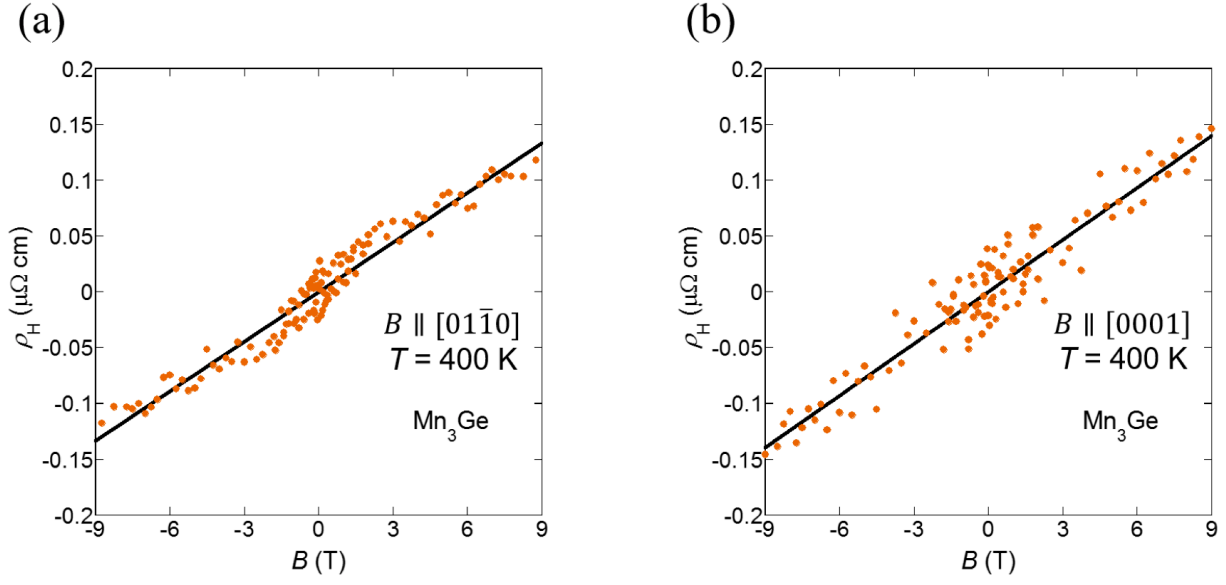 (a)
0.2
0.15
0.1
0.05
0
-0.05
-0.1
-0.15
-0.2
ρH (μΩ cm)
B ∥ [011̄0]
T = 400 K
Mn3Ge
-9 -6 -3 0 3 6 9
B (T)
(b)
0.2
0.15
0.1
0.05
0
-0.05
-0.1
-0.15
-0.2
ρH (μΩ cm)
B ∥ [0001]
T = 400 K
Mn3Ge
-9 -6 -3 0 3 6 9
B (T)